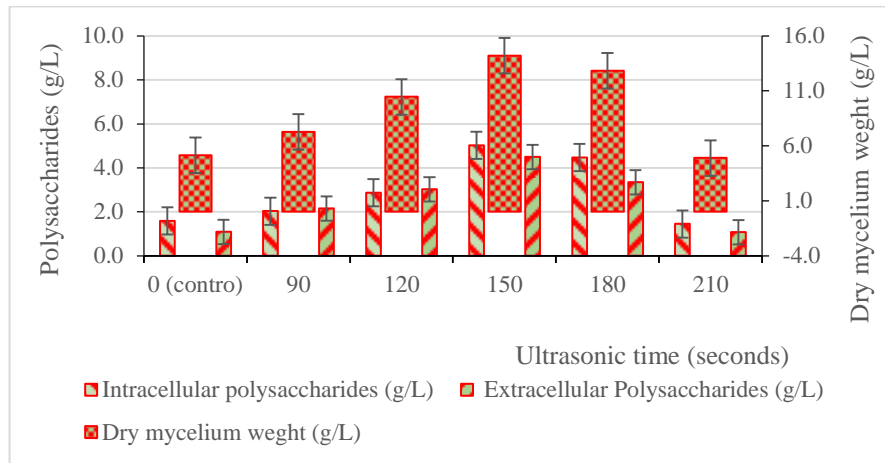 Polysaccharides (g/L)
10.0
8.0
6.0
4.0
2.0
0.0
16.0
11.0
6.0
1.0
-4.0
Dry mycelium weght (g/L)
0 (contro) 90 120 150 180 210
Ultrasonic time (seconds)
Intracellular polysaccharides (g/L) Extracellular Polysaccharides (g/L)
Dry mycelium weght (g/L)